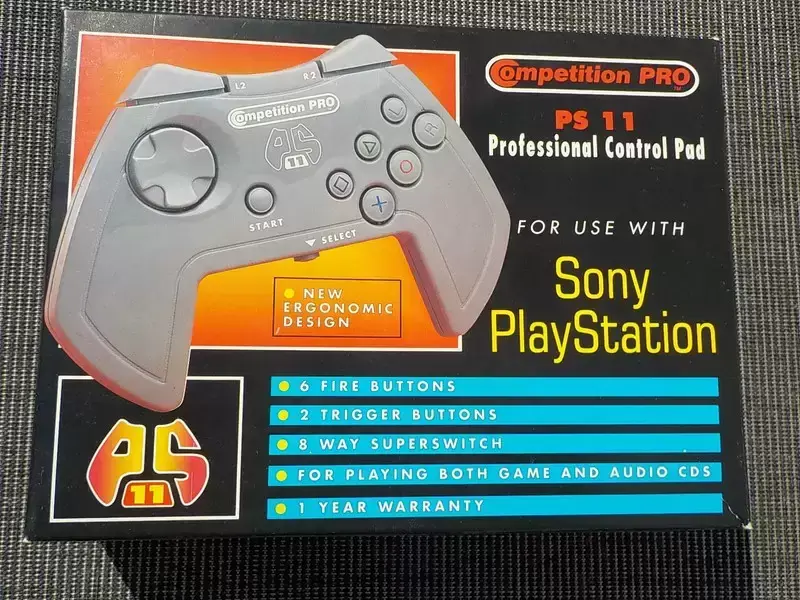 Competition PRO
TM
PS 11
Professional Control Pad
FOR USE WITH
Sony
PlayStation
L2
R2
Competition PRO
PS
11
L
R
START
SELECT
NEW
ERGONOMIC
DESIGN
6 FIRE BUTTONS
2 TRIGGER BUTTONS
8 WAY SUPERSWITCH
FOR PLAYING BOTH GAME AND AUDIO CDS
1 YEAR WARRANTY
PS
11